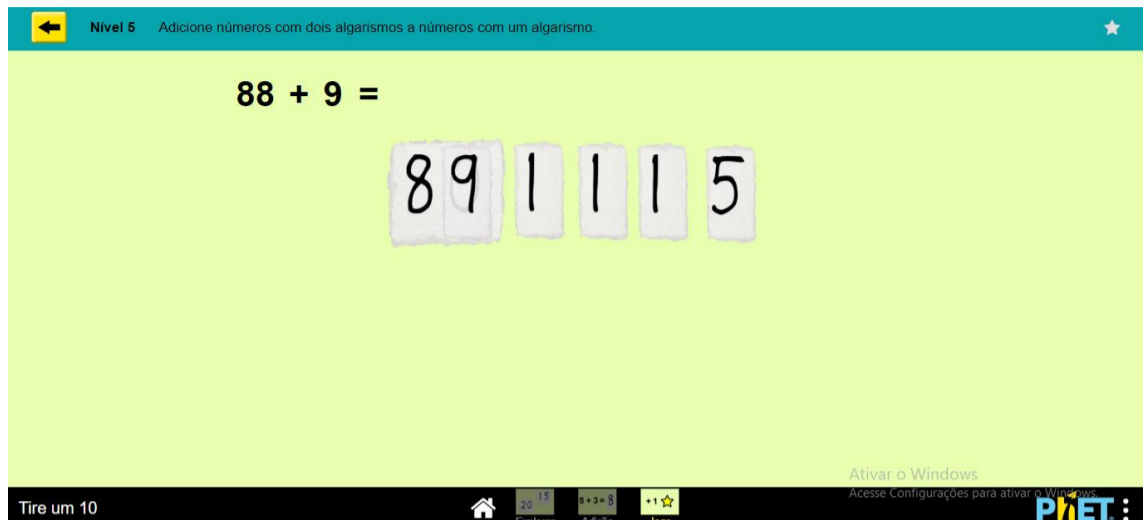 Nível 5 Adicione números com dois algarismos a números com um algarismo.
88 + 9 =
89 1 1 1 5
Ativar o Windows
Acesse Configurações para ativar o Windows.
Tire um 10
20 15
5 + 3 = 8
+1
PhET